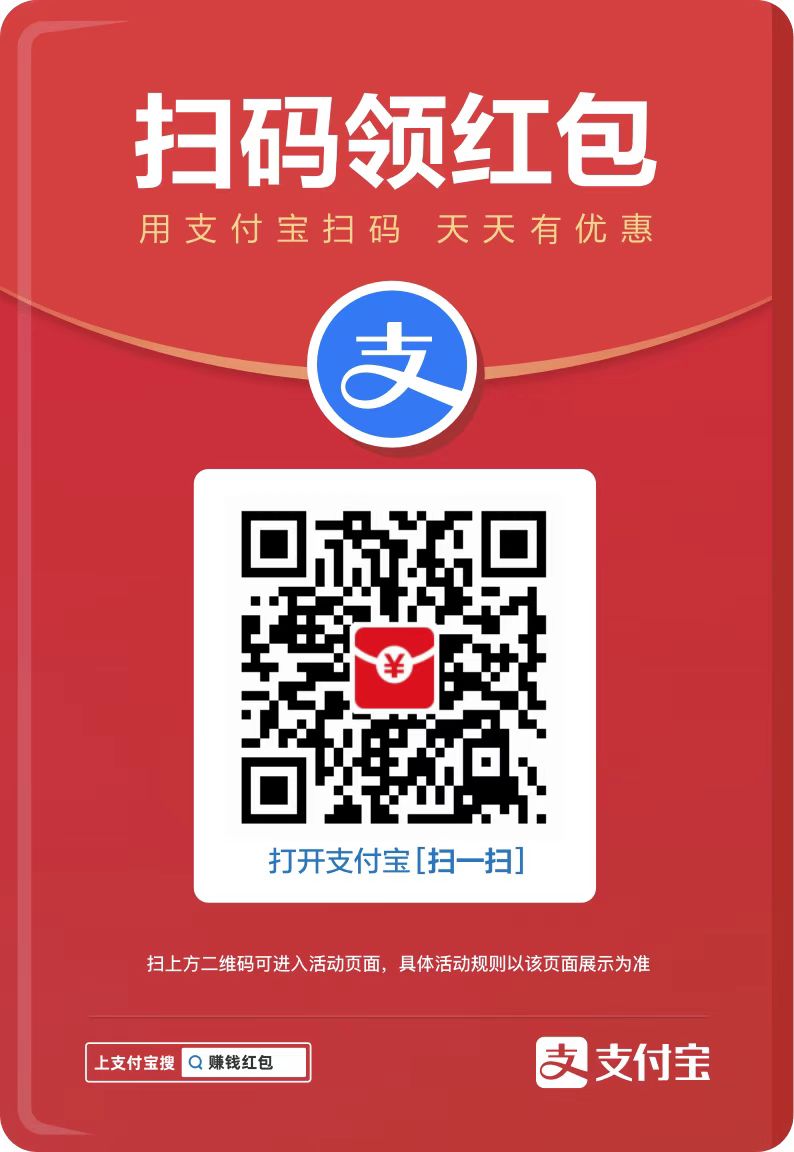 扫码领红包
用支付宝扫码 天天有优惠
支
¥
打开支付宝[扫一扫]
扫上方二维码可进入活动页面，具体活动规则以该页面展示为准
上支付宝搜 赚钱红包
支 支付宝